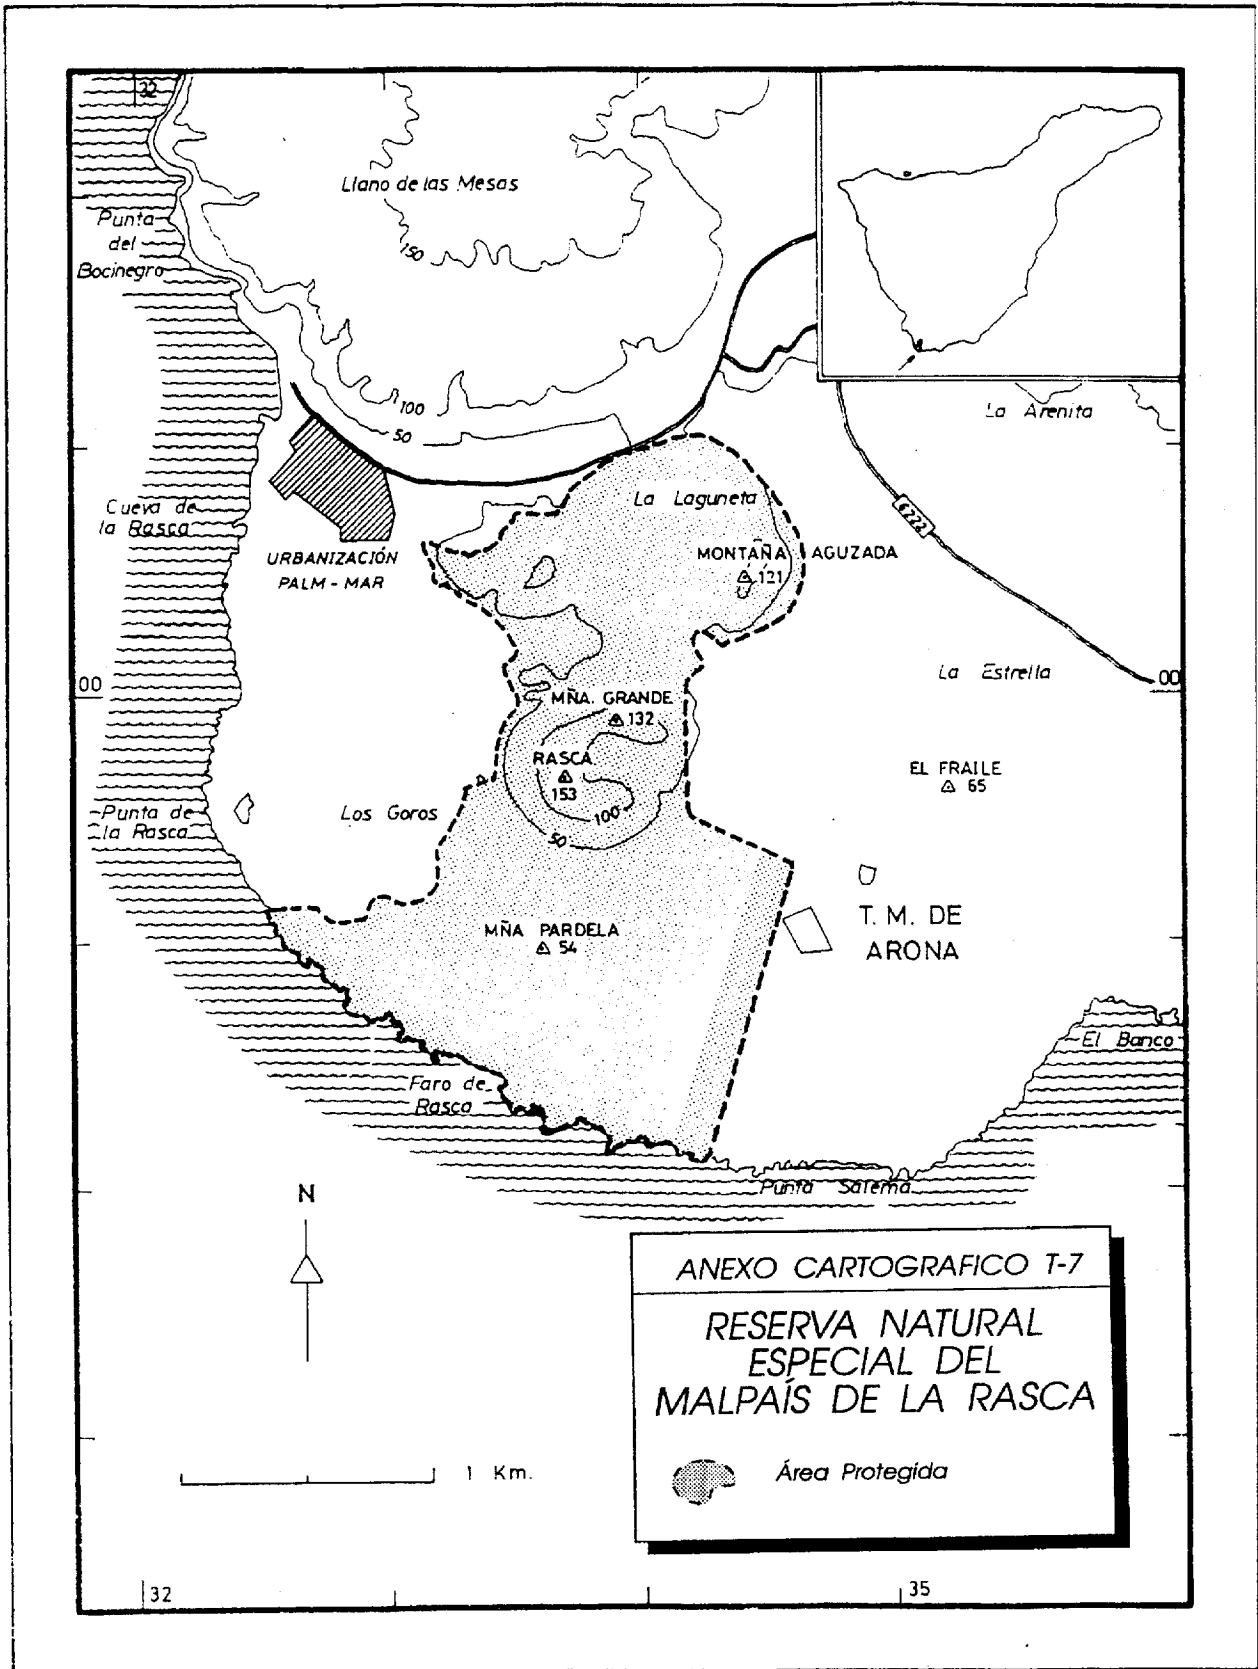 32
Llano de las Mesas
Punta
del
Bocinegro
150
100
50
La Arenita
La Laguneta
6222
Cueva de
la Rasca
URBANIZACIÓN
PALM - MAR
MONTAÑA AGUZADA
121
La Estrella
00
00
MÑA. GRANDE
132
RASCA
153
EL FRAILE
65
Punta de
la Rasca
Los Goros
100
50
T. M. DE
ARONA
MÑA PARDELA
54
El Banco
Faro de
Rasca
Punta Salema
N
ANEXO CARTOGRAFICO T-7
RESERVA NATURAL
ESPECIAL DEL
MALPAÍS DE LA RASCA
Área Protegida
1 Km.
32
35